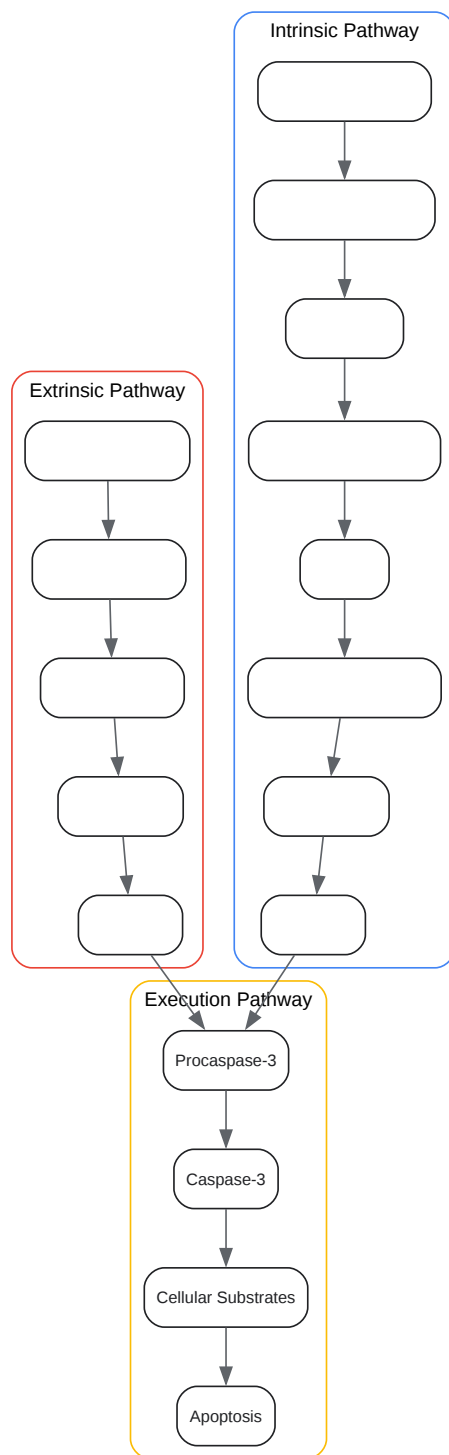 Intrinsic Pathway
Extrinsic Pathway
Execution Pathway
Procaspase-3
Caspase-3
Cellular Substrates
Apoptosis